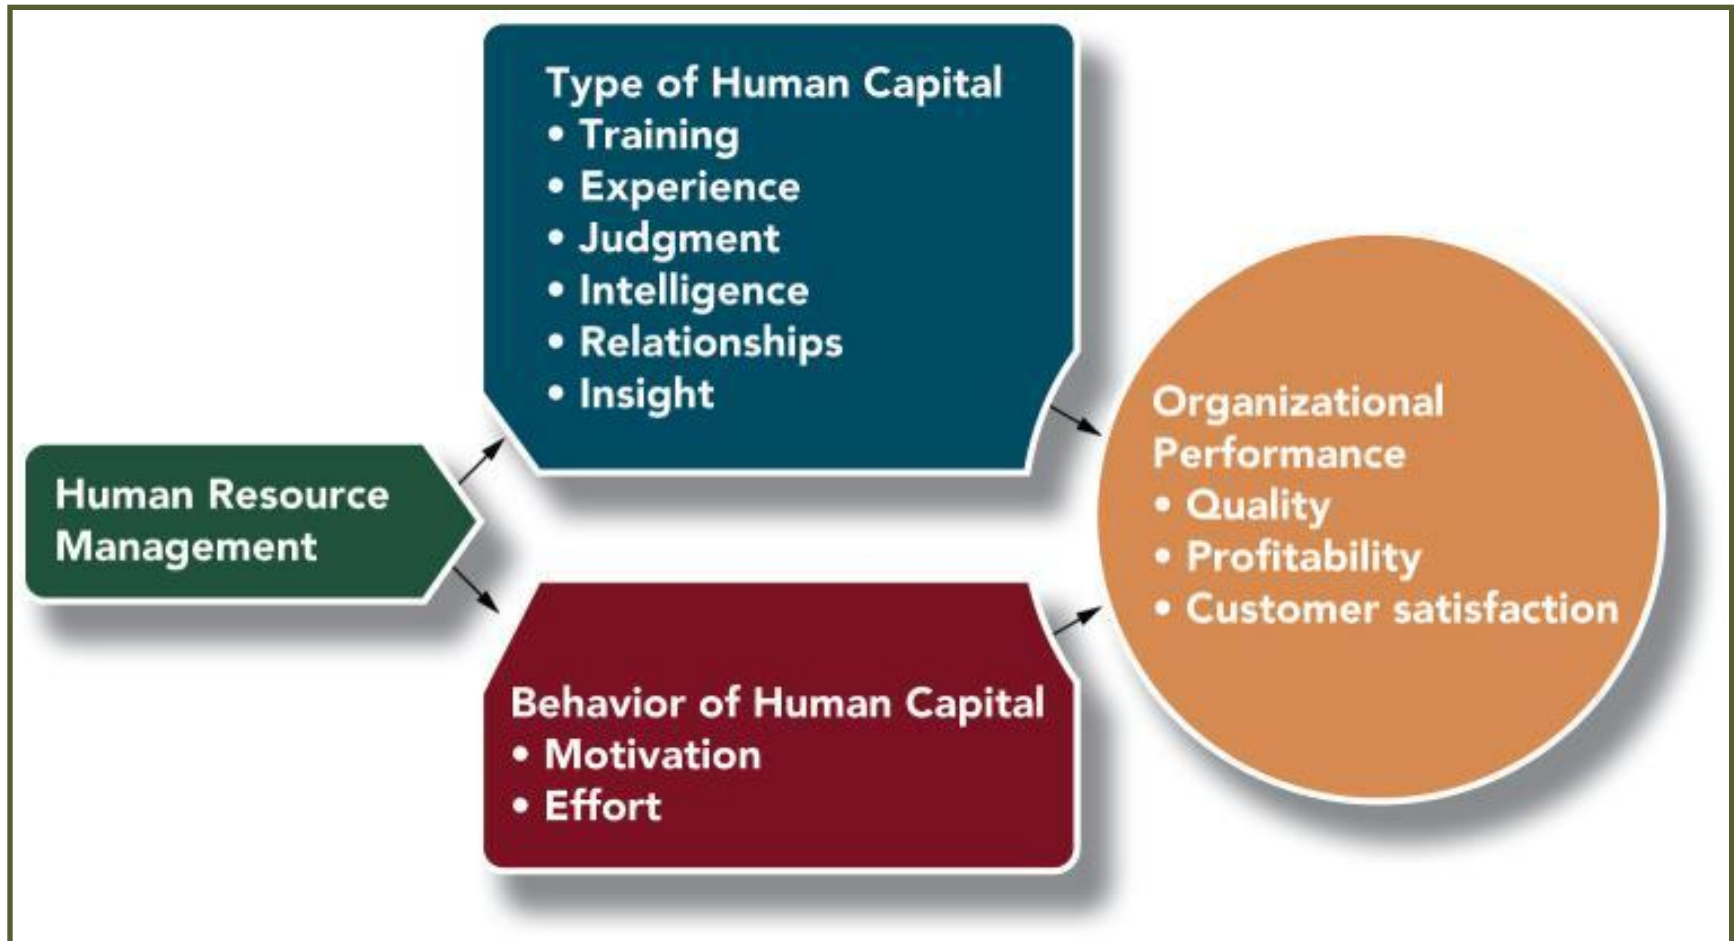 Type of Human Capital
• Training
• Experience
• Judgment
• Intelligence
• Relationships
• Insight
Human Resource
Management
Behavior of Human Capital
• Motivation
• Effort
Organizational
Performance
• Quality
• Profitability
• Customer satisfaction